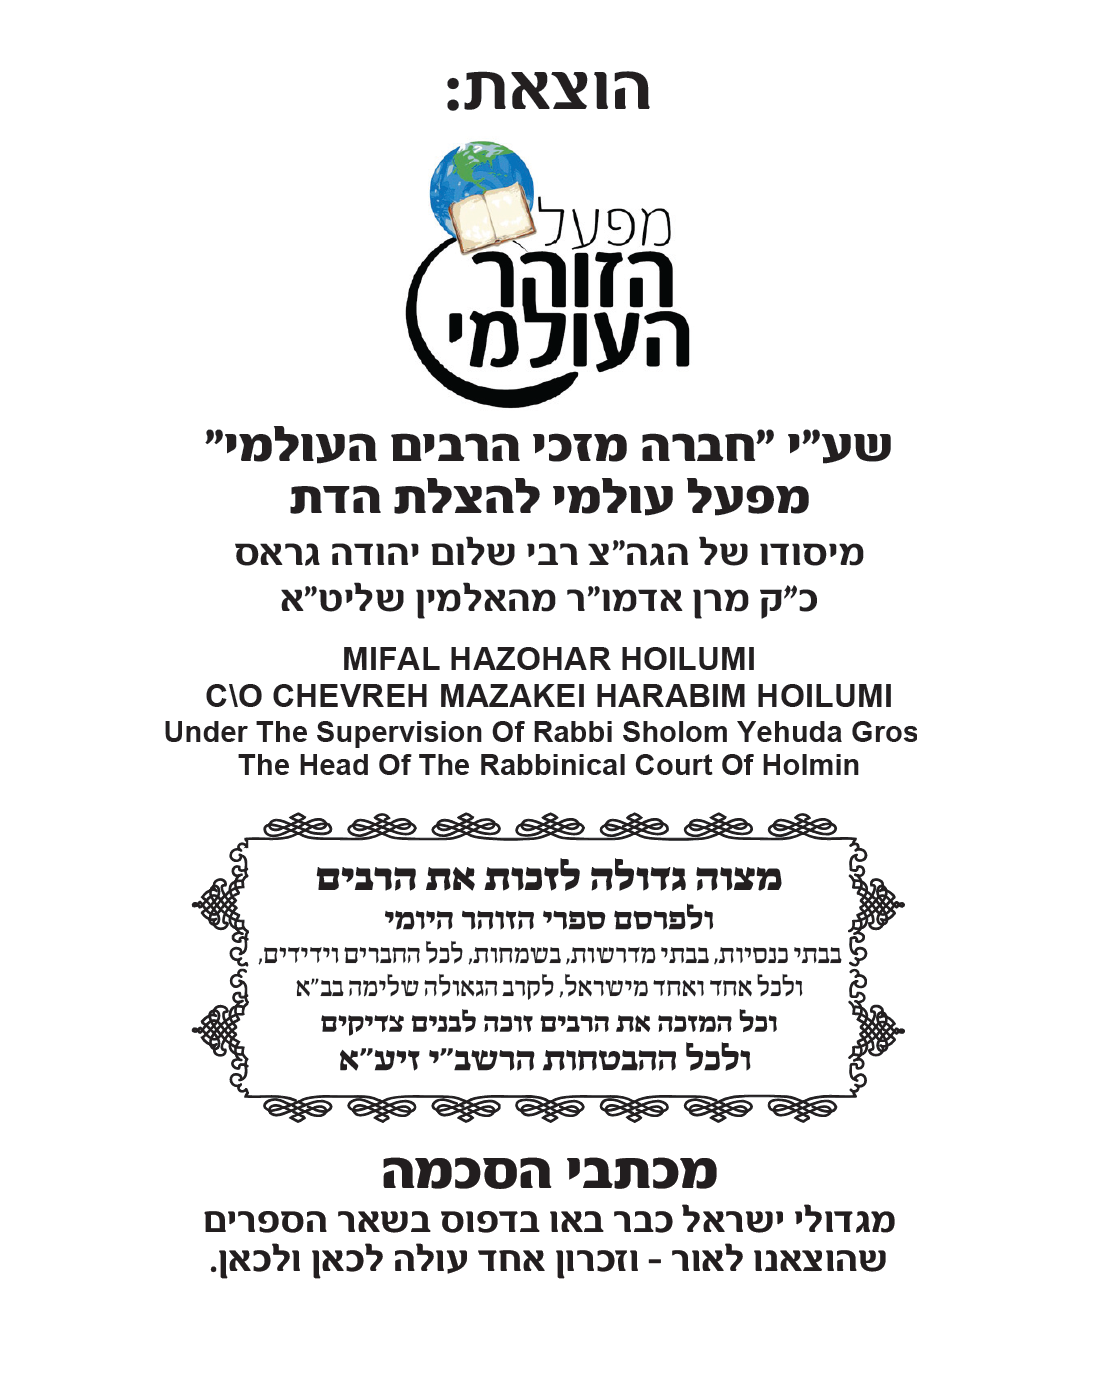 הוצאת:
מפעל
הזוהר
העולמי
שע"י "חברה מזכי הרבים העולמי"
מפעל עולמי להצלת הדת
מיסודו של הגה"צ רבי שלום יהודה גראס
כ"ק מרן אדמו"ר מהאלמין שליט"א
MIFAL HAZOHAR HOILUMI
C\O CHEVREH MAZAKEI HARABIM HOILUMI
Under The Supervision Of Rabbi Sholom Yehuda Gros
The Head Of The Rabbinical Court Of Holmin
מצוה גדולה לזכות את הרבים
ולפרסם ספרי הזוהר היומי
בבתי כנסיות, בבתי מדרשות, בשמחות, לכל החברים וידידים,
ולכל אחד ואחד מישראל, לקרב הגאולה שלימה בב"א
וכל המזכה את הרבים זוכה לבנים צדיקים
ולכל ההבטחות הרשב"י זיע"א
מכתבי הסכמה
מגדולי ישראל כבר באו בדפוס בשאר הספרים
שהוצאנו לאור - וזכרון אחד עולה לכאן ולכאן.